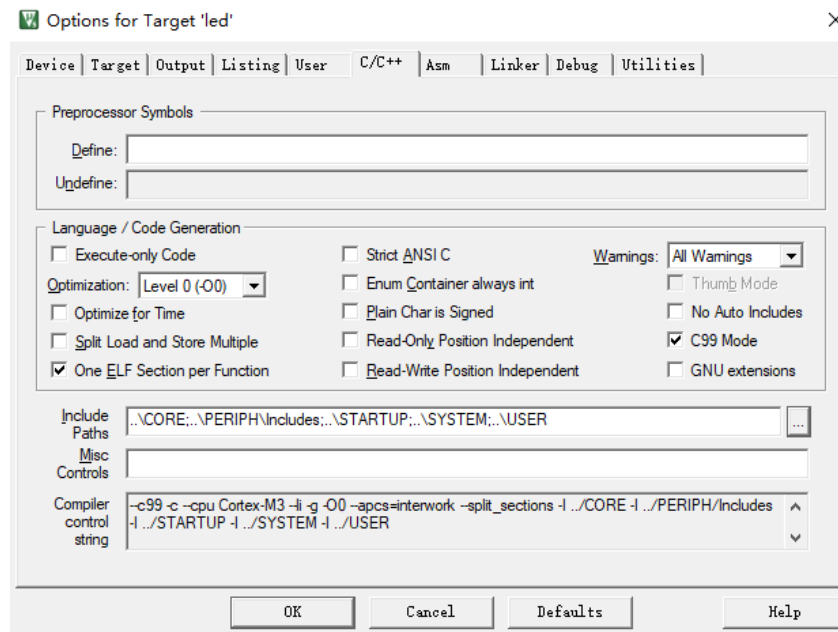 Options for Target 'led'
Device Target Output Listing User C/C++ Asm Linker Debug Utilities
Preprocessor Symbols
Define:
Undefine:
Language / Code Generation
Execute-only Code
Strict ANSI C
Warnings: All Warnings
Optimization: Level 0 (-O0)
Enum Container always int
Thumb Mode
Optimize for Time
Plain Char is Signed
No Auto Includes
Split Load and Store Multiple
Read-Only Position Independent
C99 Mode
One ELF Section per Function
Read-Write Position Independent
GNU extensions
Include
Paths
..\CORE;..\PERIPH\Includes;..\STARTUP;..\SYSTEM;..\USER
...
Misc
Controls
Compiler
control
string
--c99 -c --cpu Cortex-M3 --li -g -O0 --apcs=interwork --split_sections -I ../CORE -I ../PERIPH/Includes
-I ../STARTUP -I ../SYSTEM -I ../USER
OK Cancel Defaults Help